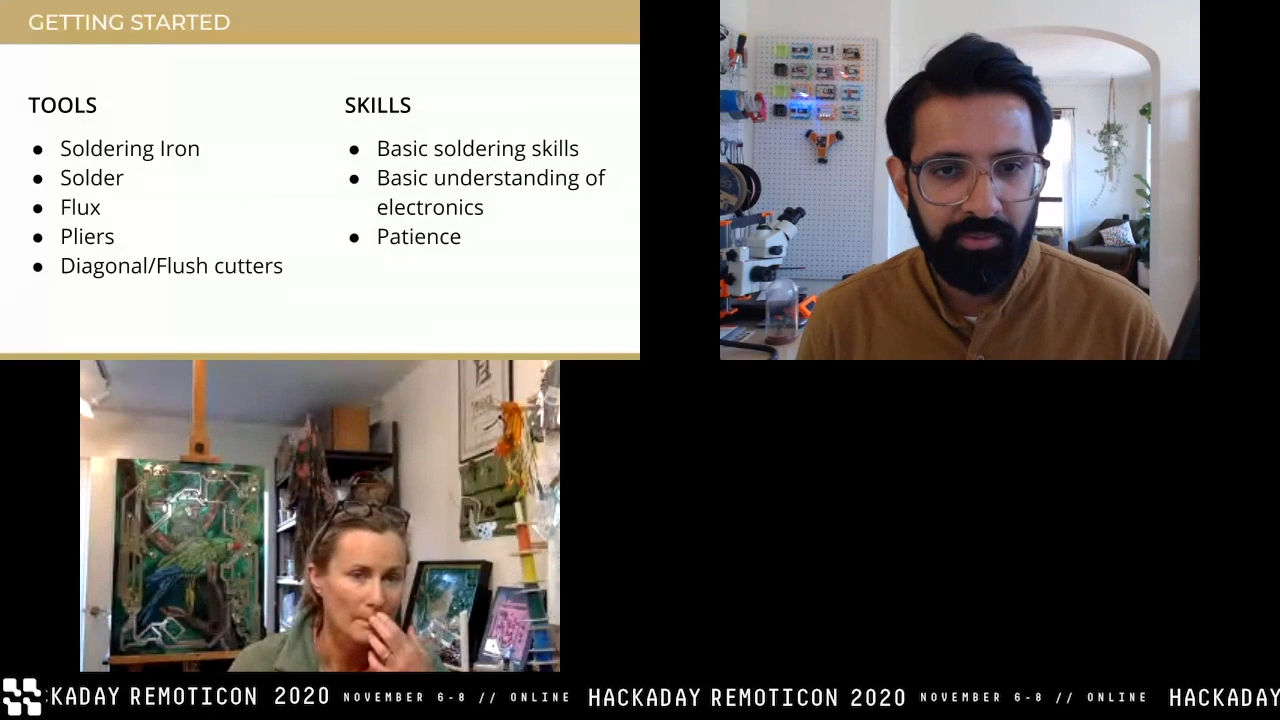 GETTING STARTED
TOOLS
● Soldering Iron
● Solder
● Flux
● Pliers
● Diagonal/Flush cutters
SKILLS
● Basic soldering skills
● Basic understanding of
electronics
● Patience
KADAY REMOTICON 2020 NOVEMBER 6-8 // ONLINE HACKADAY REMOTICON 2020 NOVEMBER 6-8 // ONLINE HACKADAY